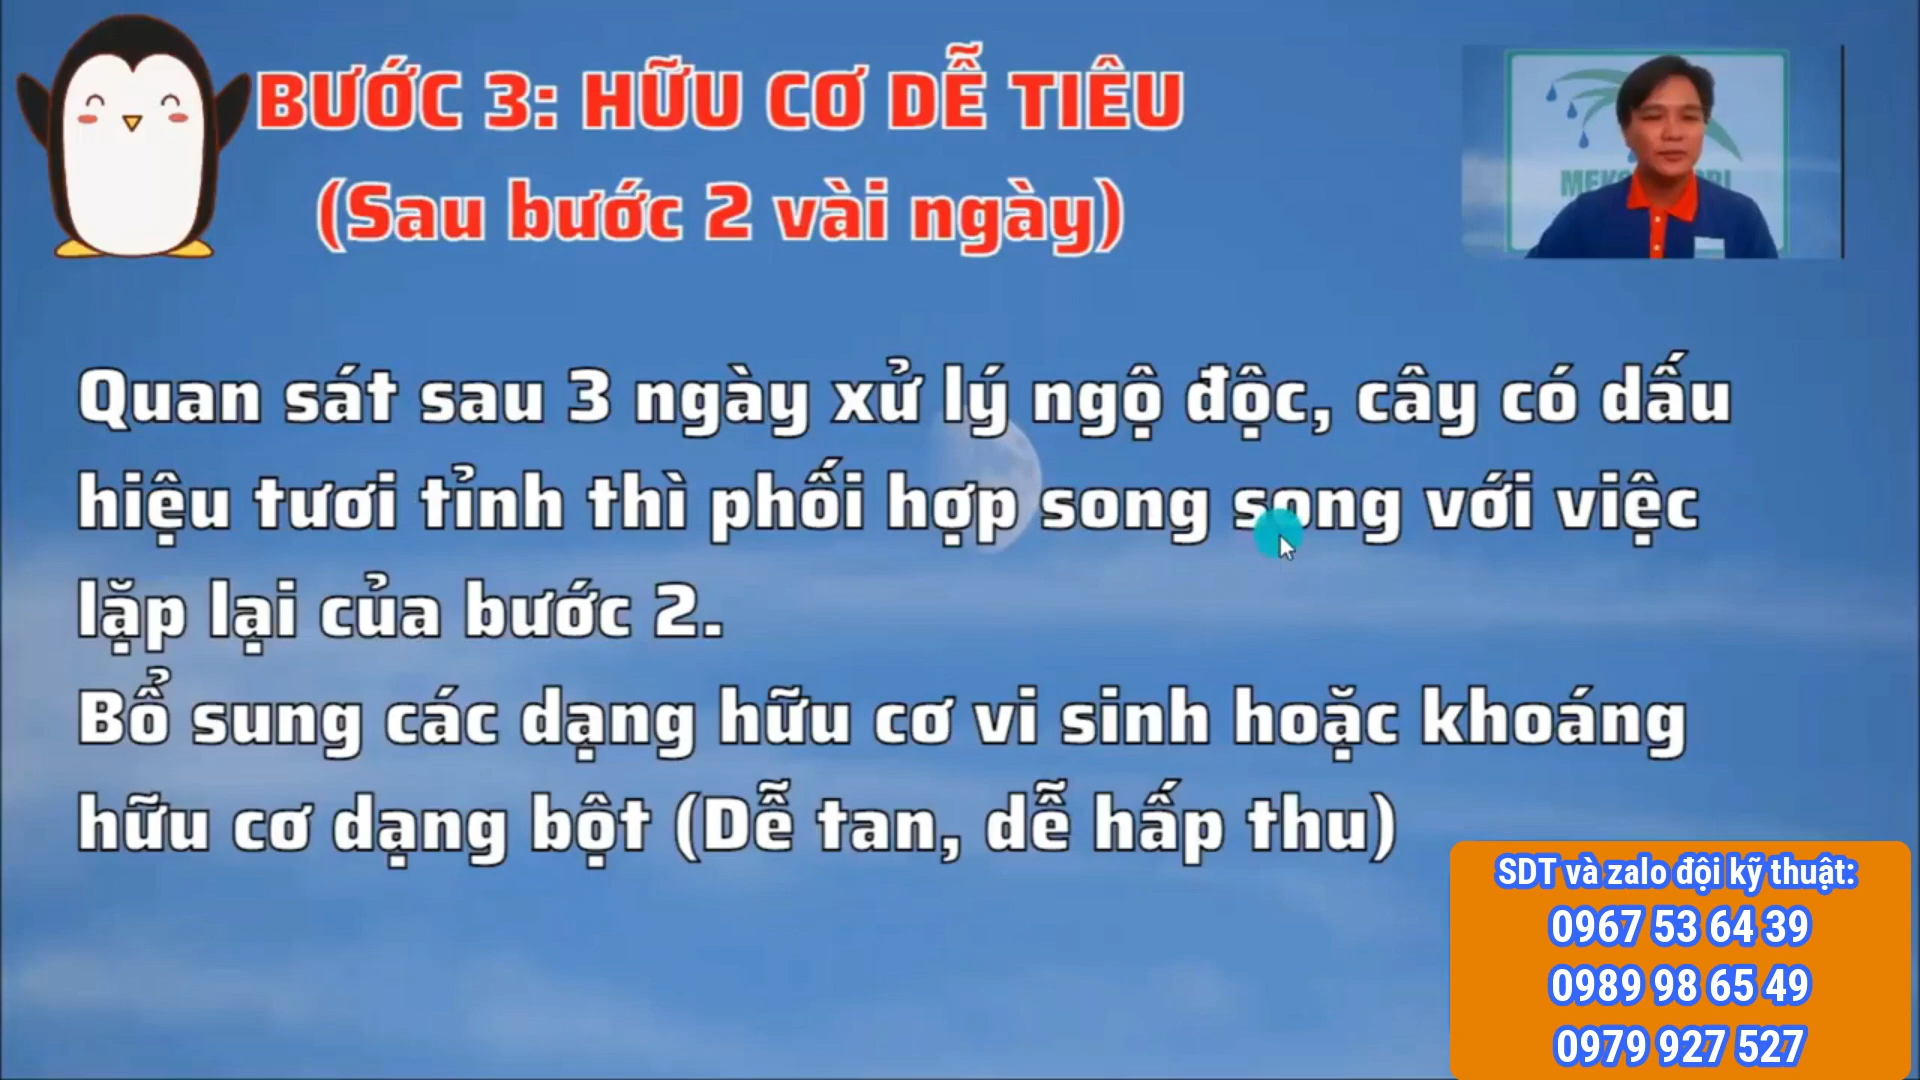 BƯỚC 3: HỮU CƠ DỄ TIÊU
(Sau bước 2 vài ngày)
Quan sát sau 3 ngày xử lý ngộ độc, cây có dấu
hiệu tươi tỉnh thì phối hợp song song với việc
lặp lại của bước 2.
Bổ sung các dạng hữu cơ vi sinh hoặc khoáng
hữu cơ dạng bột (Dễ tan, dễ hấp thu)
SDT và zalo đội kỹ thuật:
0967 53 64 39
0989 98 65 49
0979 927 527